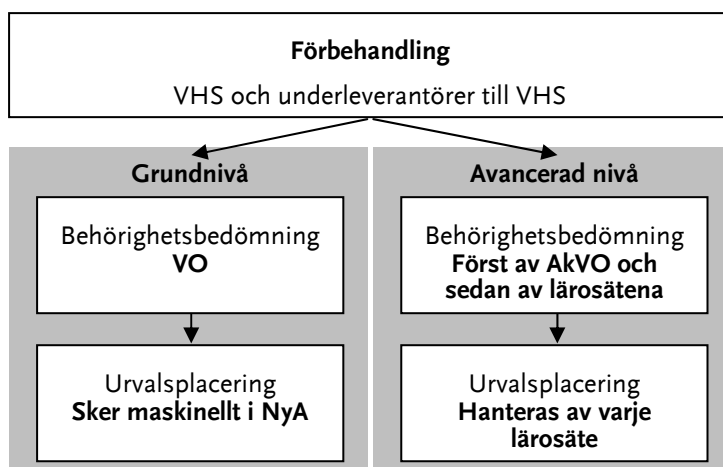 Förbehandling
VHS och underleverantörer till VHS
Grundnivå
Behörighetsbedömning
VO
Urvalsplacering
Sker maskinellt i NyA
Avancerad nivå
Behörighetsbedömning
Först av AkVO och
sedan av lärosätena
Urvalsplacering
Hanteras av varje
lärosäte